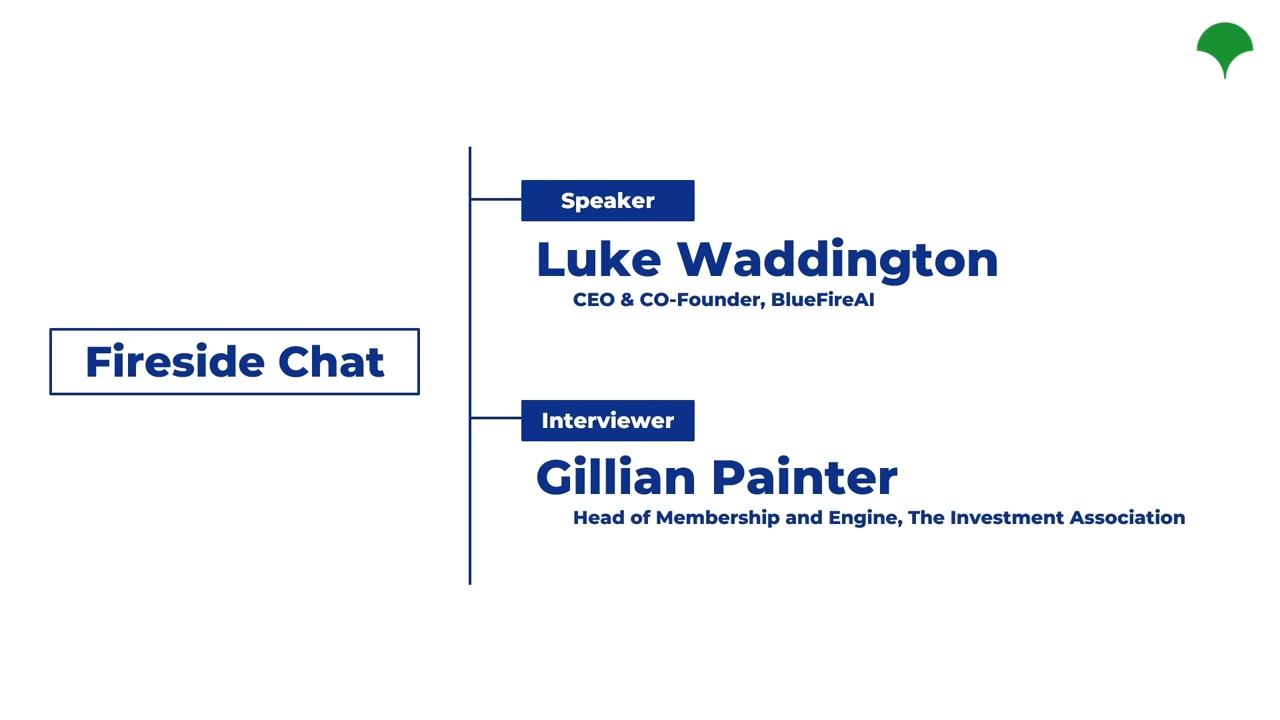 Fireside Chat
Speaker
Luke Waddington
CEO & CO-Founder, BlueFireAI
Interviewer
Gillian Painter
Head of Membership and Engine, The Investment Association